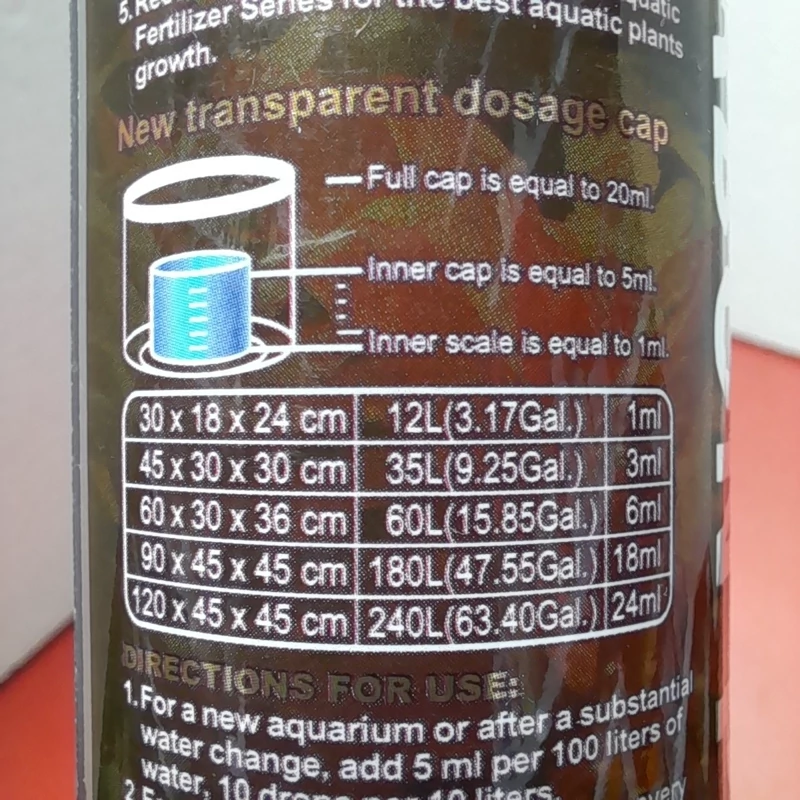 5.
Fertilizer Series for the best aquatic plants
growth.
New transparent dosage cap
Full cap is equal to 20ml.
Inner cap is equal to 5ml.
Inner scale is equal to 1ml.
30 x 18 x 24 cm 12L(3.17Gal.) 1ml
45 x 30 x 30 cm 35L(9.25Gal.) 3ml
60 x 30 x 36 cm 60L(15.85Gal.) 6ml
90 x 45 x 45 cm 180L(47.55Gal.) 18ml
120 x 45 x 45 cm 240L(63.40Gal.) 24ml
DIRECTIONS FOR USE:
1.For a new aquarium or after a substantial
water change, add 5 ml per 100 liters of
water, 10 drops per 10 liters.
2. every